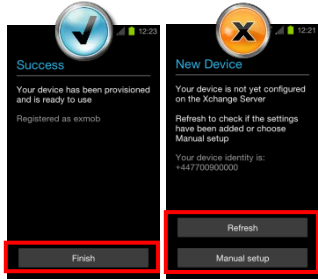 12:23
Success
Your device has been provisioned
and is ready to use
Registered as exmob
Finish
12:21
New Device
Your device is not yet configured
on the Xchange Server
Refresh to check if the settings
have been added or choose
Manual setup
Your device identity is:
+447700900000
Refresh
Manual setup